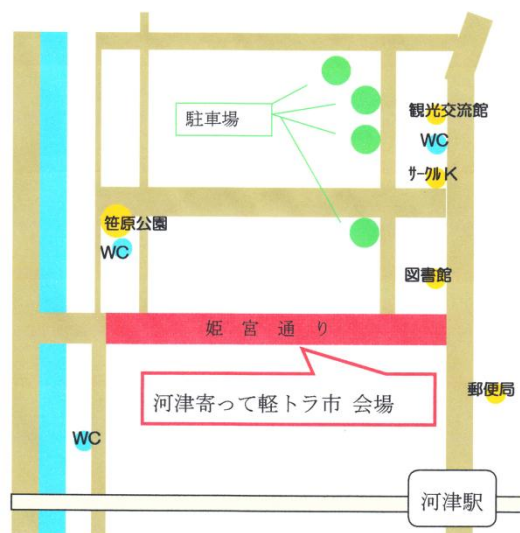 駐車場
観光交流館
WC
サークルK
笹原公園
WC
図書館
姫宮通り
河津寄って軽トラ市 会場
郵便局
WC
河津駅